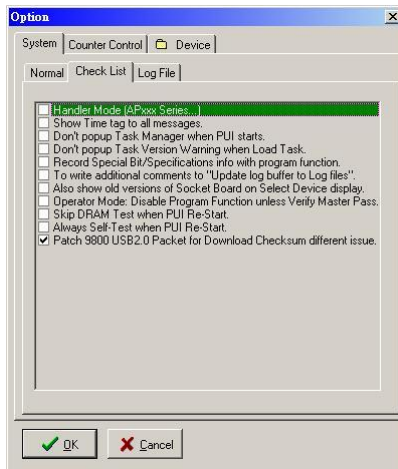 Option
System Counter Control Device
Normal Check List Log File
Handler Mode (APxxx Series...)
Show Time tag to all messages.
Don't popup Task Manager when PUI starts.
Don't popup Task Version Warning when Load Task.
Record Special Bit/Specifications info with program function.
To write additional comments to "Update log buffer to Log files".
Also show old versions of Socket Board on Select Device display.
Operator Mode: Disable Program Function unless Verify Master Pass.
Skip DRAM Test when PUI Re-Start.
Always Self-Test when PUI Re-Start.
Patch 9800 USB2.0 Packet for Download Checksum different issue.
OK Cancel